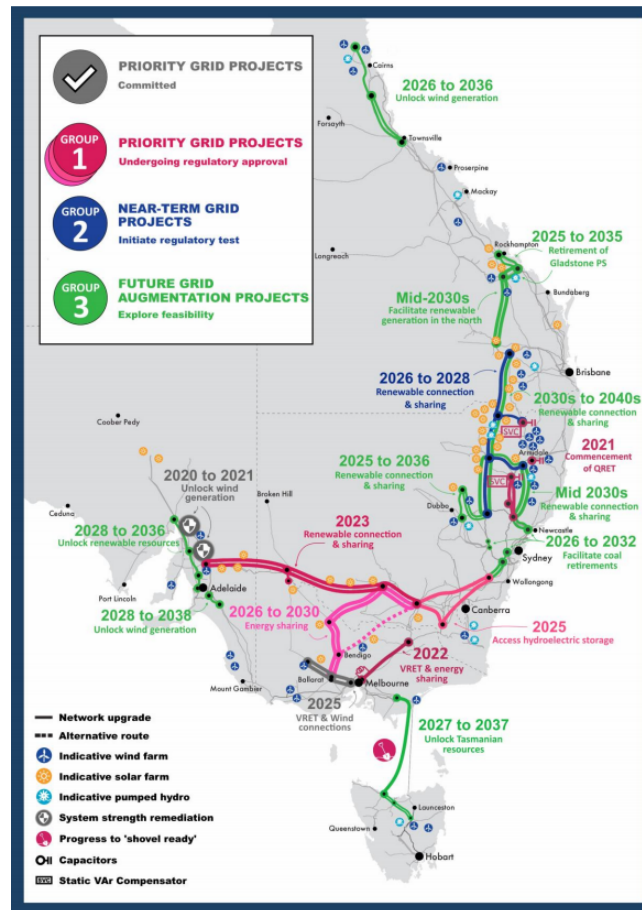 PRIORITY GRID PROJECTS
Committed
GROUP
1
PRIORITY GRID PROJECTS
Undergoing regulatory approval
GROUP
2
NEAR-TERM GRID
PROJECTS
Initiate regulatory test
GROUP
3
FUTURE GRID
AUGMENTATION PROJECTS
Explore feasibility
Cairns
2026 to 2036
Unlock wind generation
Forsayth
Townsville
Proserpine
Mackay
Longreach
Rockhampton
2025 to 2035
Retirement of
Gladstone PS
Mid-2030s
Facilitate renewable
generation in the north
Bundaberg
Brisbane
2026 to 2028
Renewable connection
& sharing
2030s to 2040s
Renewable connection
& sharing
SVC
Armidale
2021
Commencement
of QRET
SVC
Coober Pedy
2020 to 2021
Unlock wind
generation
Broken Hill
2025 to 2036
Renewable connection
& sharing
Dubbo
Mid 2030s
Renewable connection
& sharing
Newcastle
Ceduna
2028 to 2036
Unlock renewable resources
2023
Renewable connection
& sharing
2026 to 2032
Facilitate coal
retirements
Sydney
Wollongong
Port Lincoln
Adelaide
2028 to 2038
Unlock wind generation
2026 to 2030
Energy sharing
Canberra
2025
Access hydroelectric storage
Bendigo
2022
VRET & energy
sharing
Mount Gambier
Ballarat
Melbourne
2025
VRET & Wind
connections
2027 to 2037
Unlock Tasmanian
resources
Launceston
Queenstown
Hobart
Network upgrade
Alternative route
Indicative wind farm
Indicative solar farm
Indicative pumped hydro
System strength remediation
Progress to 'shovel ready'
Capacitors
SVC Static VAr Compensator